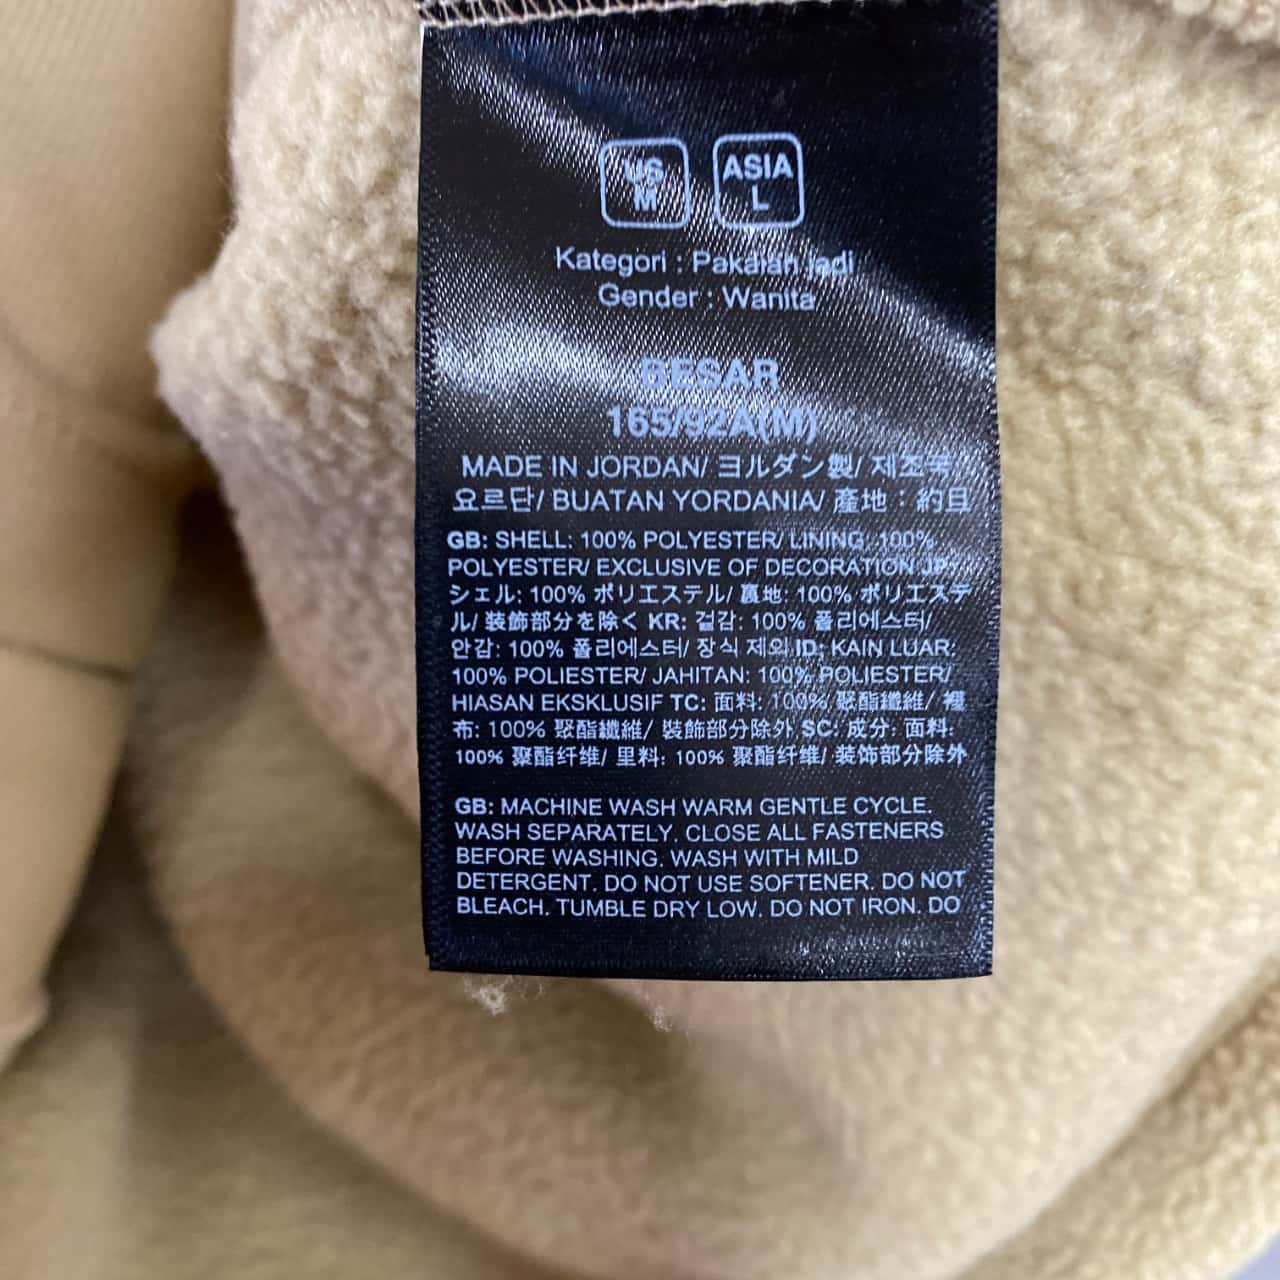 US ASIA
M L
Kategori : Pakaian jadi
Gender : Wanita
BESAR
165/92A(M)
MADE IN JORDAN/ ヨルダン製/ 제조국
요르단/ BUATAN YORDANIA/ 產地：約旦
GB: SHELL: 100% POLYESTER/ LINING: 100%
POLYESTER/ EXCLUSIVE OF DECORATION JP:
シェル: 100% ポリエステル/ 裏地: 100% ポリエステ
ル/ 装飾部分を除く KR: 겉감: 100% 폴리에스터/
안감: 100% 폴리에스터/ 장식 제외 ID: KAIN LUAR:
100% POLIESTER/ JAHITAN: 100% POLIESTER/
HIASAN EKSKLUSIF TC: 面料: 100% 聚酯纖維/ 裡
布: 100% 聚酯纖維/ 裝飾部分除外 SC: 成分: 面料:
100% 聚酯纤维/ 里料: 100% 聚酯纤维/ 装饰部分除外
GB: MACHINE WASH WARM GENTLE CYCLE.
WASH SEPARATELY. CLOSE ALL FASTENERS
BEFORE WASHING. WASH WITH MILD
DETERGENT. DO NOT USE SOFTENER. DO NOT
BLEACH. TUMBLE DRY LOW. DO NOT IRON. DO